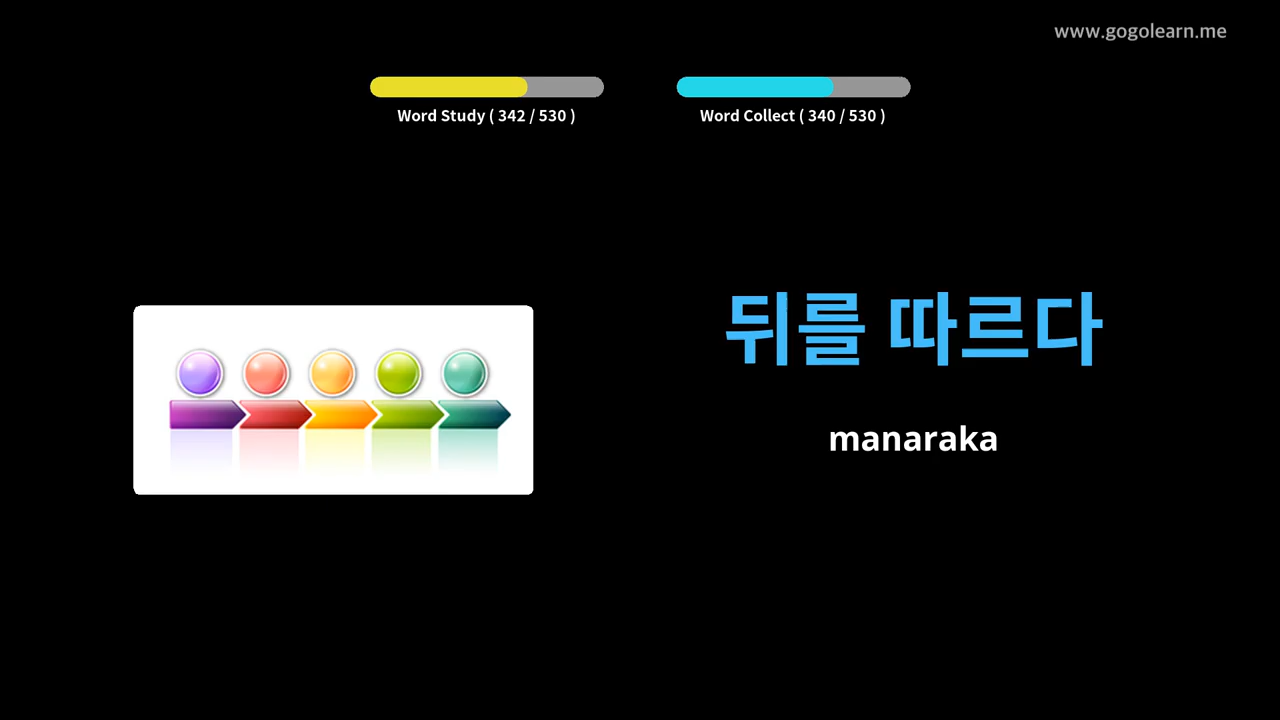 www.gogolearn.me
Word Study ( 342 / 530 )
Word Collect ( 340 / 530 )
뒤를 따르다
manaraka